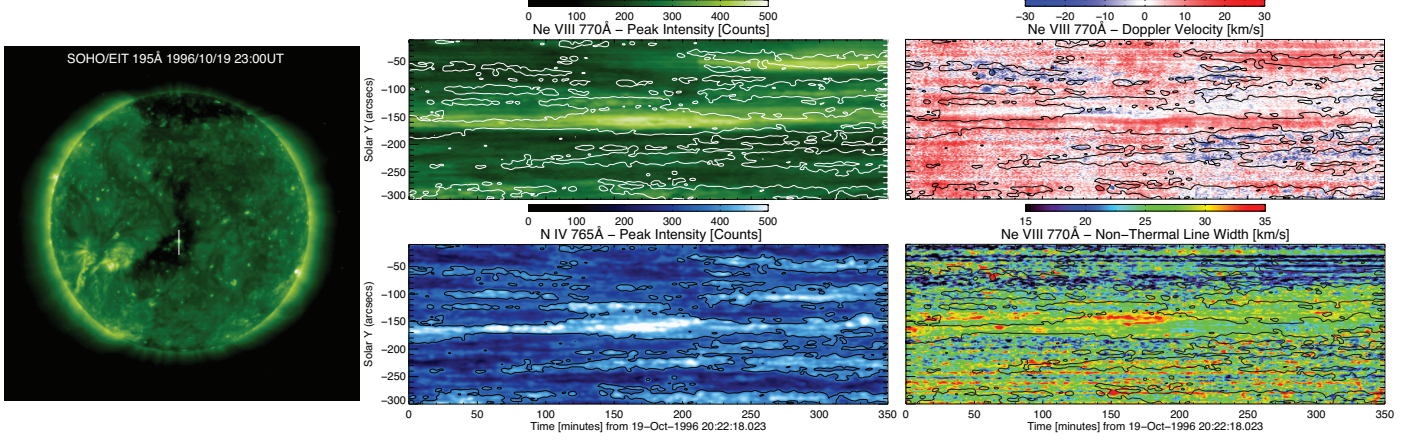 SOHO/EIT 195Å 1996/10/19 23:00UT
0 100 200 300 400 500
Ne VIII 770Å – Peak Intensity [Counts]
−30 −20 −10 0 10 20 30
Ne VIII 770Å – Doppler Velocity [km/s]
Solar Y (arcsecs)
−50
−100
−150
−200
−250
−300
0 100 200 300 400 500
N IV 765Å – Peak Intensity [Counts]
15 20 25 30 35
Ne VIII 770Å – Non–Thermal Line Width [km/s]
Solar Y (arcsecs)
−50
−100
−150
−200
−250
−300
0 50 100 150 200 250 300 350
Time [minutes] from 19–Oct–1996 20:22:18.023
0 50 100 150 200 250 300 350
Time [minutes] from 19–Oct–1996 20:22:18.023